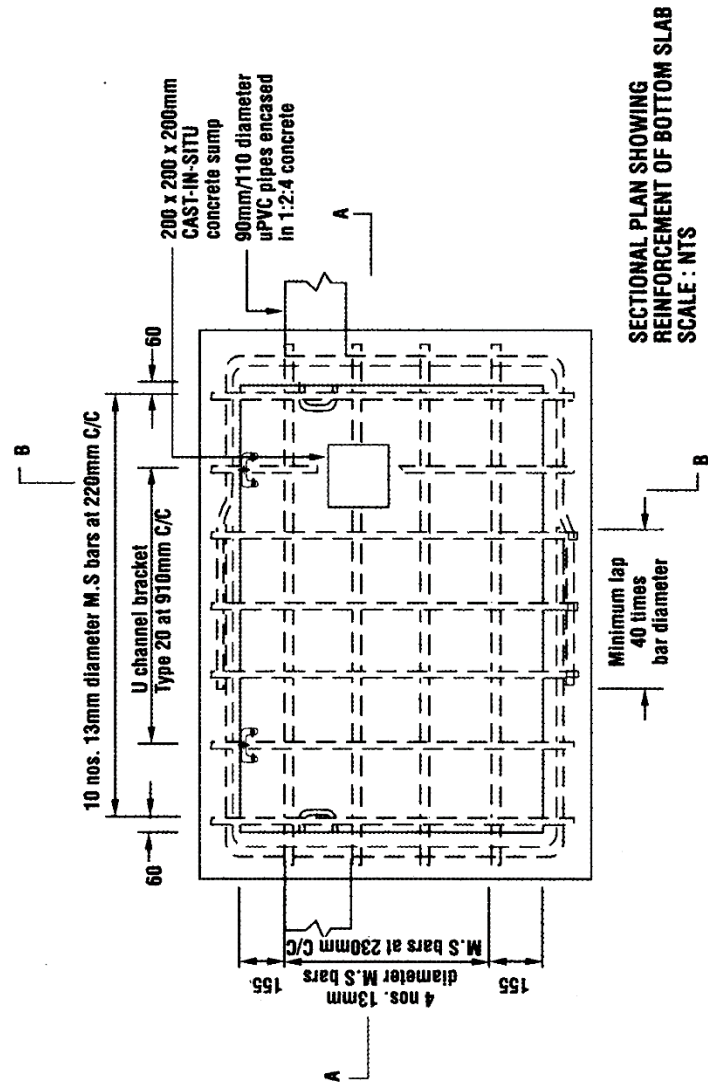 B
10 nos. 13mm diameter M.S bars at 220mm C/C
60
60
U channel bracket
Type 20 at 910mm C/C
200 x 200 x 200mm
CAST-IN-SITU
concrete sump
90mm/110 diameter
uPVC pipes encased
in 1:2:4 concrete
A
A
155
4 nos. 13mm
diameter M.S bars
M.S bars at 230mm C/C
155
Minimum lap
40 times
bar diameter
B
SECTIONAL PLAN SHOWING
REINFORCEMENT OF BOTTOM SLAB
SCALE : NTS